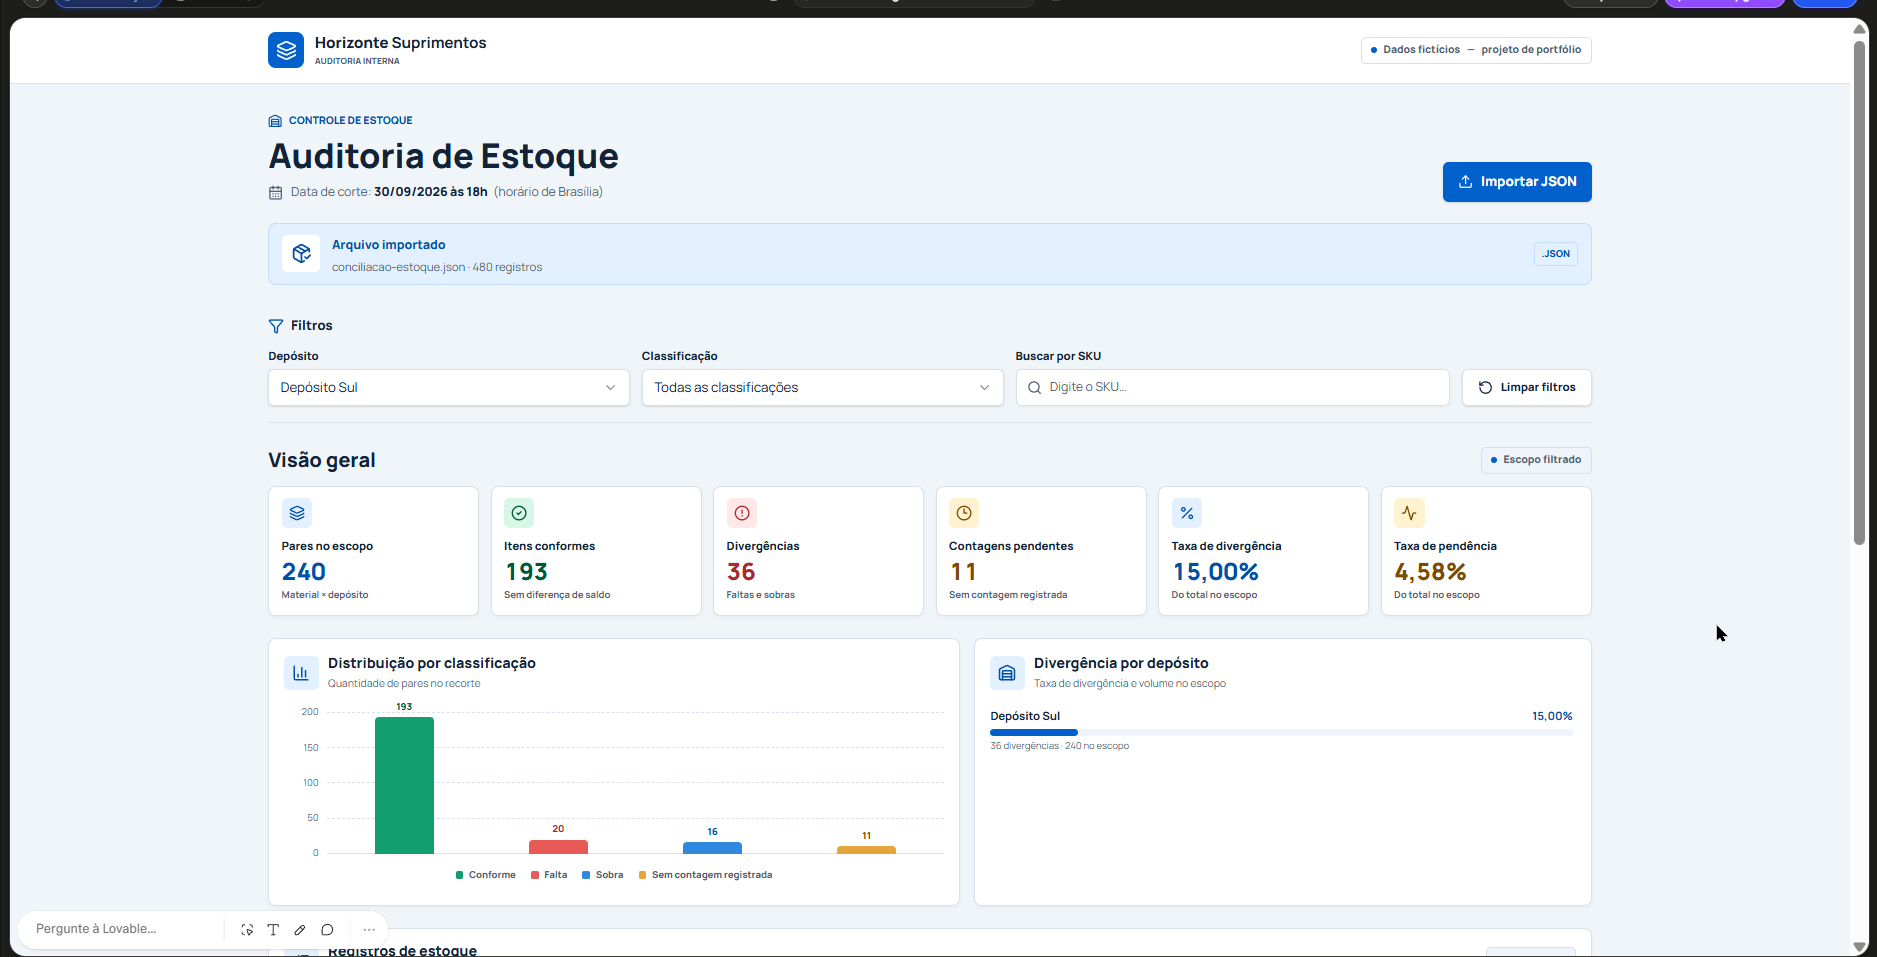 Horizonte Suprimentos
AUDITORIA INTERNA
Dados fictícios — projeto de portfólio
CONTROLE DE ESTOQUE
Auditoria de Estoque
Data de corte: 30/09/2026 às 18h (horário de Brasília)
Importar JSON
Arquivo importado
conciliacao-estoque.json · 480 registros
.JSON
Filtros
Depósito
Classificação
Buscar por SKU
Depósito Sul
Todas as classificações
Digite o SKU...
Limpar filtros
Visão geral
Escopo filtrado
Pares no escopo
240
Material × depósito
Itens conformes
193
Sem diferença de saldo
Divergências
36
Faltas e sobras
Contagens pendentes
11
Sem contagem registrada
Taxa de divergência
15,00%
Do total no escopo
Taxa de pendência
4,58%
Do total no escopo
Distribuição por classificação
Quantidade de pares no recorte
200
150
100
50
0
193
20
16
11
Conforme
Falta
Sobra
Sem contagem registrada
Divergência por depósito
Taxa de divergência e volume no escopo
Depósito Sul
15,00%
36 divergências · 240 no escopo
Pergunte à Lovable...
Registros de estoque